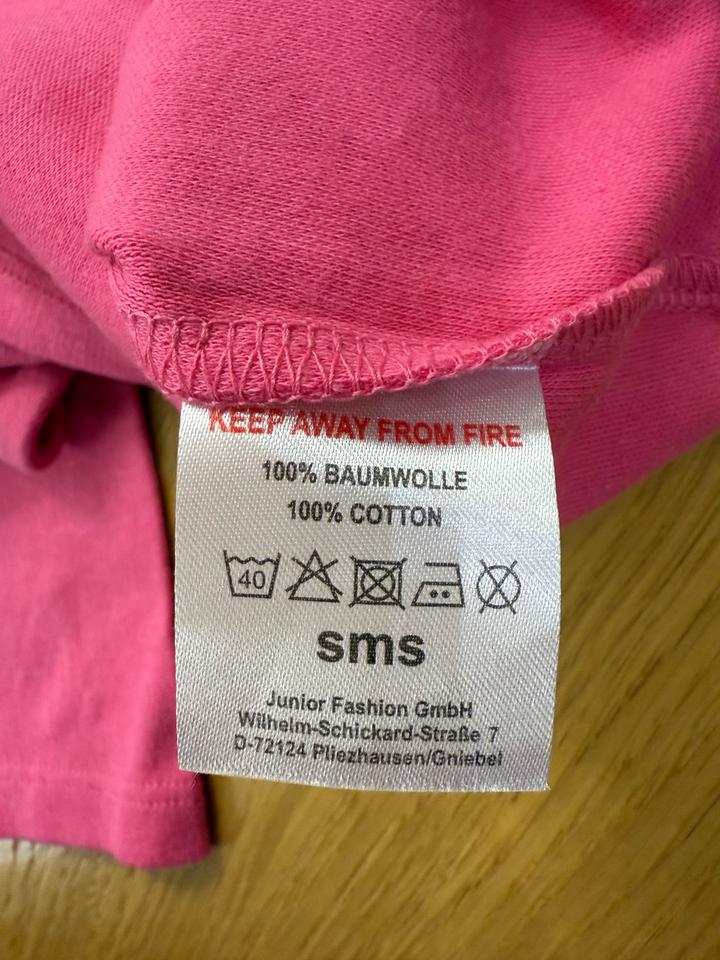 KEEP AWAY FROM FIRE
100% BAUMWOLLE
100% COTTON
40
sms
Junior Fashion GmbH
Wilhelm-Schickard-Straße 7
D-72124 Pliezhausen/Gniebel